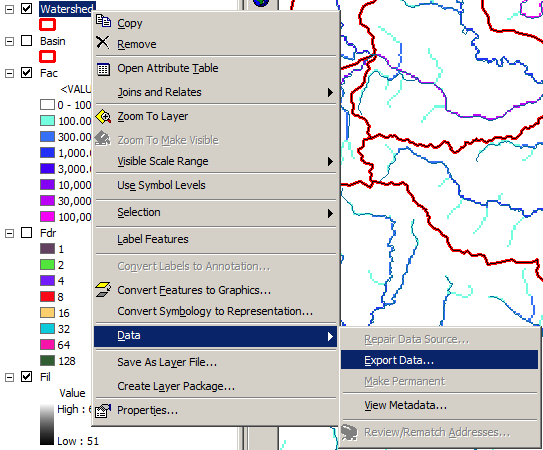 Watershed
Basin
Fac
<VALU
0 - 100
100.00
300.00
1,000.0
3,000.0
10,000
30,000
100,00
Fdr
1
2
4
8
16
32
64
128
Fil
Value
High : 6
Low : 51
Copy
Remove
Open Attribute Table
Joins and Relates
Zoom To Layer
Zoom To Make Visible
Visible Scale Range
Use Symbol Levels
Selection
Label Features
Convert Labels to Annotation...
Convert Features to Graphics...
Convert Symbology to Representation...
Data
Save As Layer File...
Create Layer Package...
Properties...
Repair Data Source...
Export Data...
Make Permanent
View Metadata...
Review/Rematch Addresses...